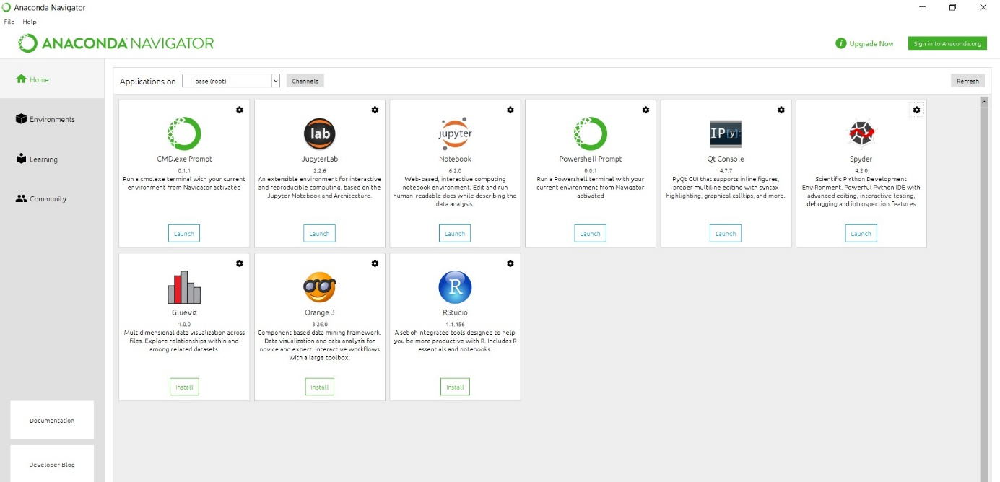 Anaconda Navigator
File Help
ANACONDA NAVIGATOR
i Upgrade Now
Sign in to Anaconda.org
Home
Environments
Learning
Community
Documentation
Developer Blog
Applications on base (root) Channels Refresh
CMD.exe Prompt
0.1.1
Run a cmd.exe terminal with your current
environment from Navigator activated
Launch
lab
JupyterLab
2.2.6
An extensible environment for interactive
and reproducible computing, based on the
Jupyter Notebook and Architecture.
Launch
jupyter
Notebook
6.2.0
Web-based, interactive computing
notebook environment. Edit and run
human-readable docs while describing the
data analysis.
Launch
Powershell Prompt
0.0.1
Run a Powershell terminal with your
current environment from Navigator
activated
Launch
IP[y]:
Qt Console
4.7.7
PyQt GUI that supports inline figures,
proper multiline editing with syntax
highlighting, graphical calltips, and more.
Launch
Spyder
4.2.0
Scientific PYthon Development
EnviRonment. Powerful Python IDE with
advanced editing, interactive testing,
debugging and introspection features
Launch
Glueviz
1.0.0
Multidimensional data visualization across
files. Explore relationships within and
among related datasets.
Install
Orange 3
3.26.0
Component based data mining framework.
Data visualization and data analysis for
novice and expert. Interactive workflows
with a large toolbox.
Install
R
RStudio
1.1.456
A set of integrated tools designed to help
you be more productive with R. Includes R
essentials and notebooks.
Install